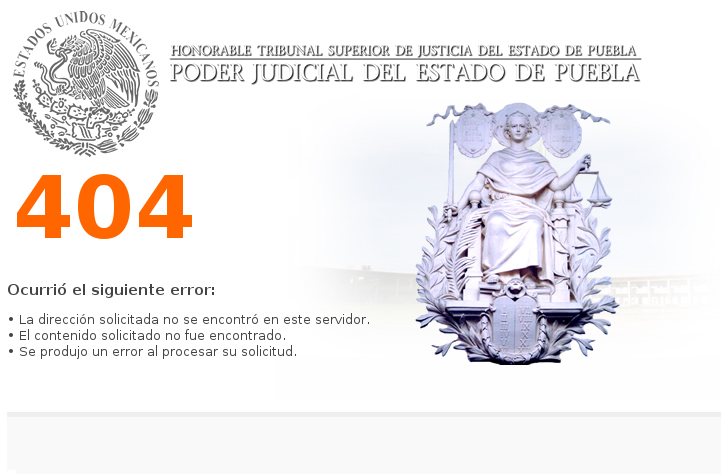 ESTADOS UNIDOS MEXICANOS
HONORABLE TRIBUNAL SUPERIOR DE JUSTICIA DEL ESTADO DE PUEBLA
PODER JUDICIAL DEL ESTADO DE PUEBLA
404
Ocurrió el siguiente error:
• La dirección solicitada no se encontró en este servidor.
• El contenido solicitado no fue encontrado.
• Se produjo un error al procesar su solicitud.